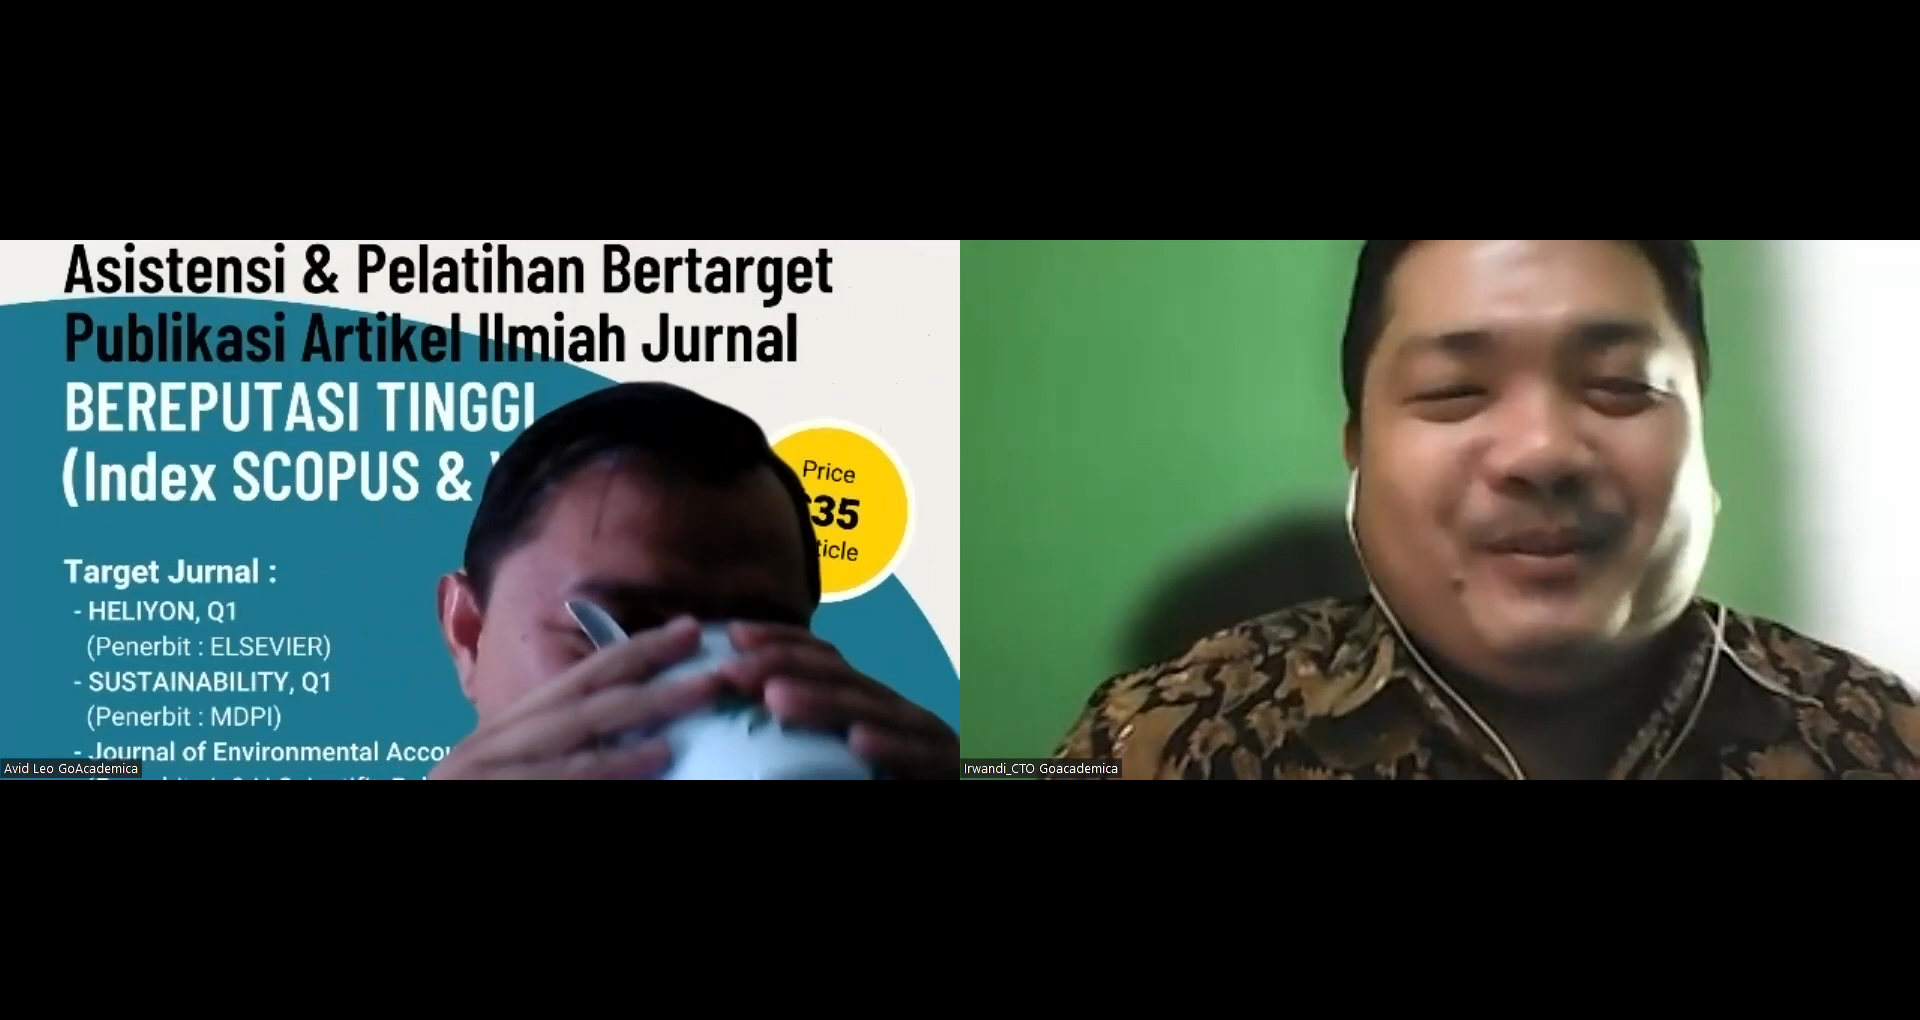 Asistensi & Pelatihan Bertarget
Publikasi Artikel Ilmiah Jurnal
BEREPUTASI TINGGI
(Index SCOPUS &
Price
35
Target Jurnal :
- HELIYON, Q1
(Penerbit : ELSEVIER)
- SUSTAINABILITY, Q1
(Penerbit : MDPI)
- Journal of Environmental
Avid Leo GoAcademica
Irwandi_CTO Goacademica